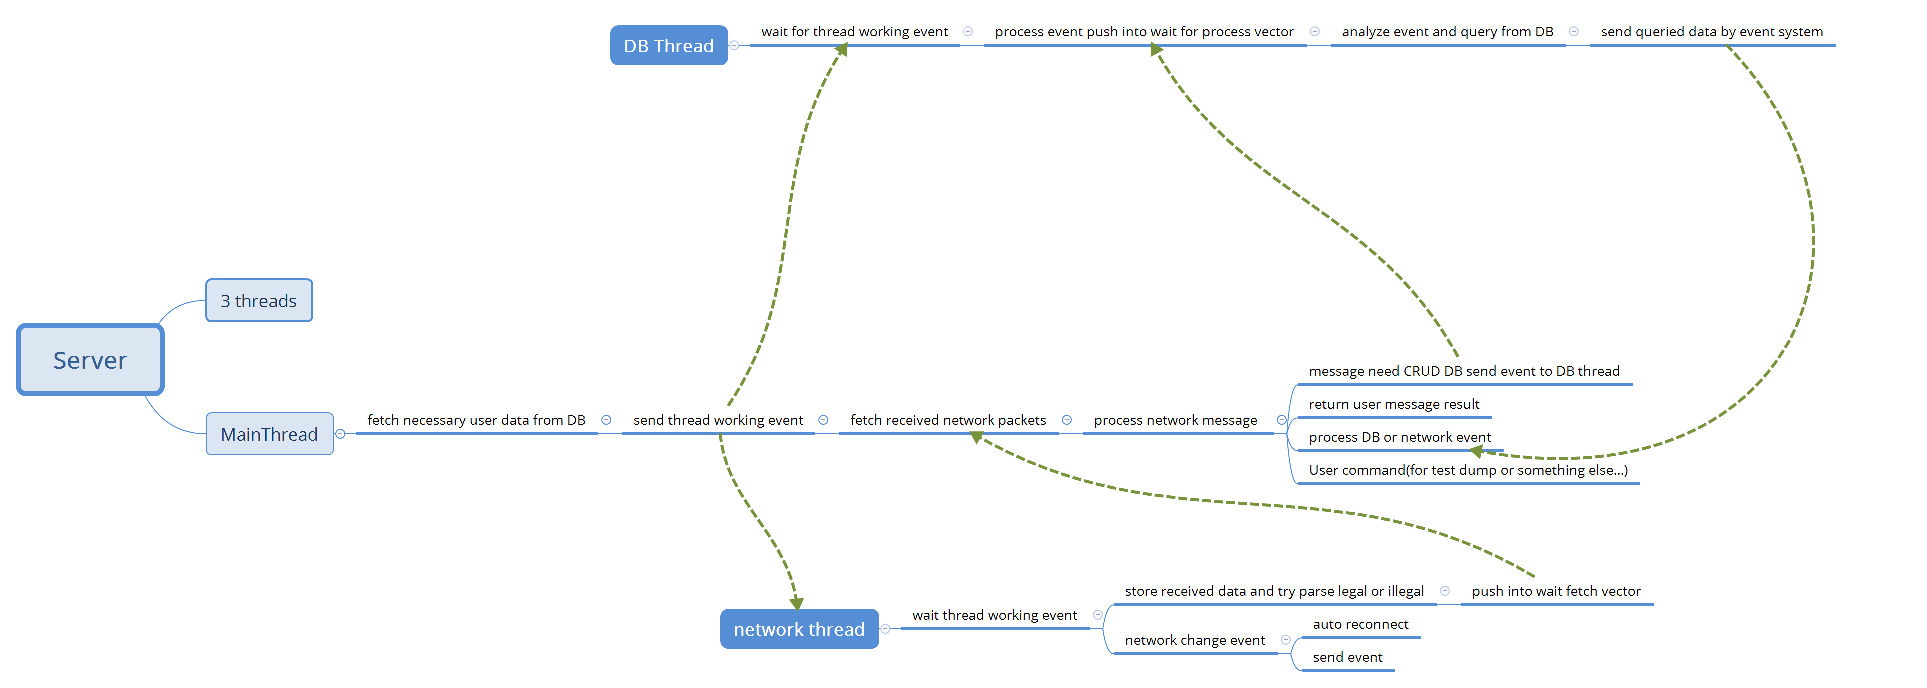 DB Thread
wait for thread working event
process event push into wait for process vector
analyze event and query from DB
send queried data by event system
3 threads
Server
MainThread
fetch necessary user data from DB
send thread working event
fetch received network packets
process network message
message need CRUD DB send event to DB thread
return user message result
process DB or network event
User command(for test dump or something else...)
network thread
wait thread working event
store received data and try parse legal or illegal
push into wait fetch vector
network change event
auto reconnect
send event